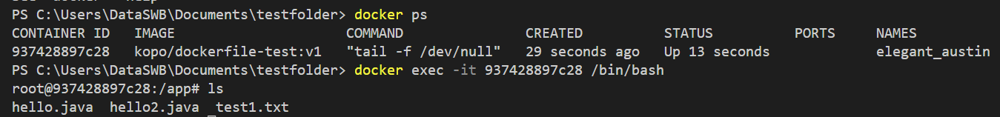 PS C:\Users\DataSWB\Documents\testfolder> docker ps
CONTAINER ID   IMAGE                     COMMAND               CREATED          STATUS          PORTS     NAMES
937428897c28   kopo/dockerfile-test:v1   "tail -f /dev/null"   29 seconds ago   Up 13 seconds             elegant_austin
PS C:\Users\DataSWB\Documents\testfolder> docker exec -it 937428897c28 /bin/bash
root@937428897c28:/app# ls
hello.java  hello2.java  test1.txt